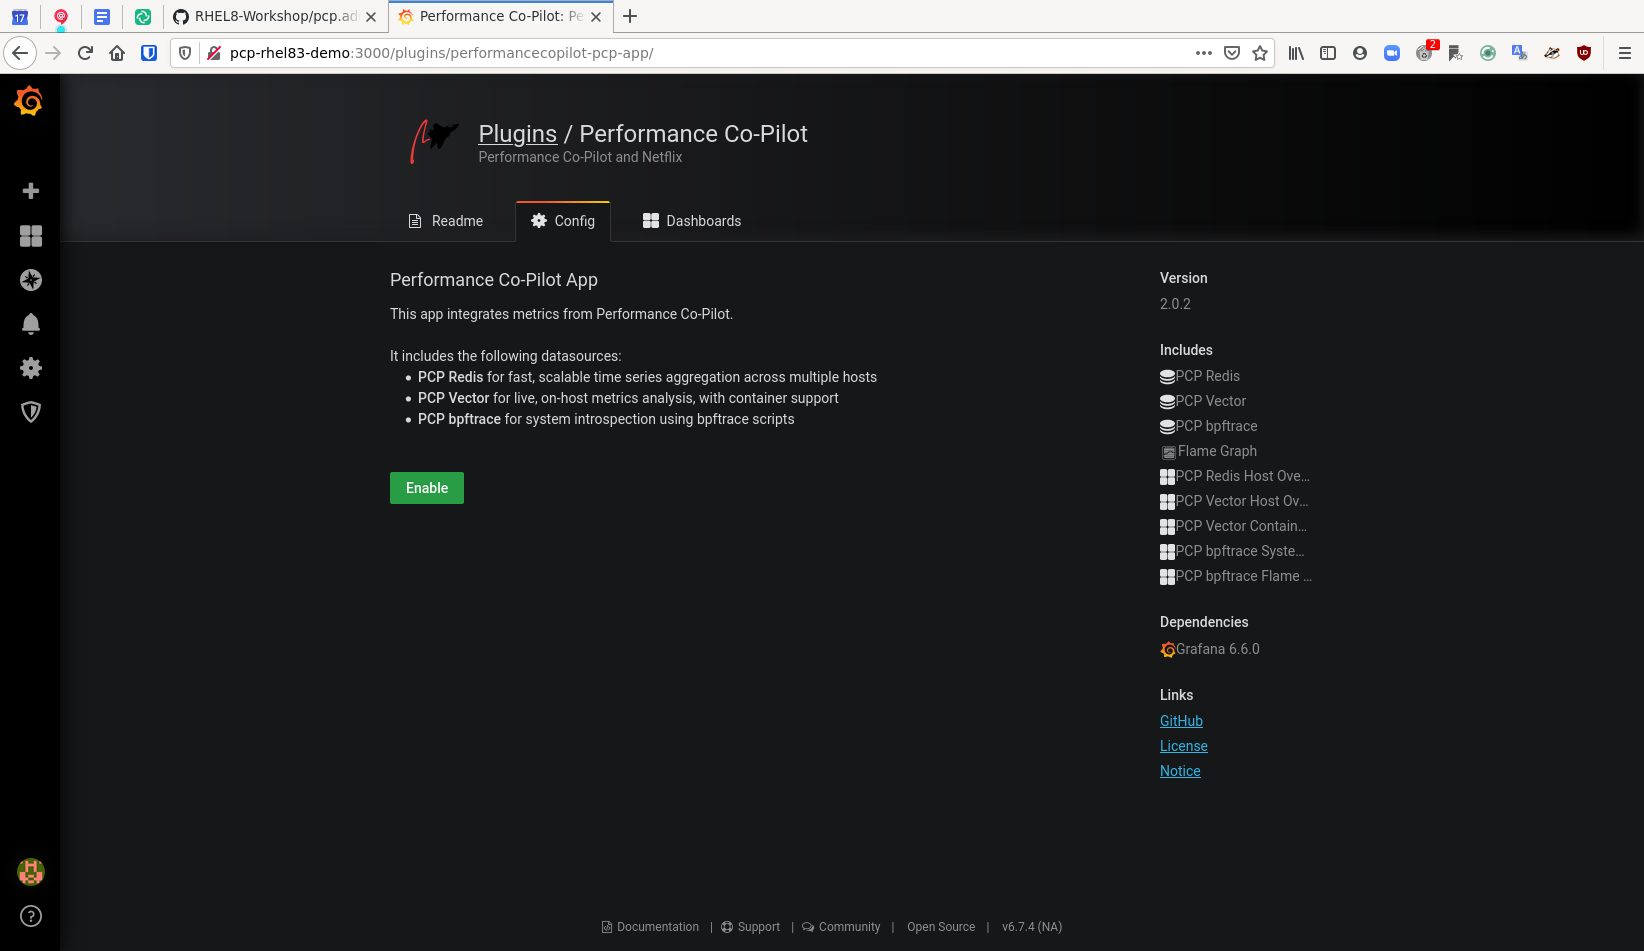 17
RHEL8-Workshop/pcp.ad
Performance Co-Pilot: Pe
pcp-rhel83-demo:3000/plugins/performancecopilot-pcp-app/
2
Plugins / Performance Co-Pilot
Performance Co-Pilot and Netflix
Readme
Config
Dashboards
Performance Co-Pilot App
This app integrates metrics from Performance Co-Pilot.
It includes the following datasources:
• PCP Redis for fast, scalable time series aggregation across multiple hosts
• PCP Vector for live, on-host metrics analysis, with container support
• PCP bpftrace for system introspection using bpftrace scripts
Enable
Version
2.0.2
Includes
PCP Redis
PCP Vector
PCP bpftrace
Flame Graph
PCP Redis Host Ove...
PCP Vector Host Ov...
PCP Vector Contain...
PCP bpftrace Syste...
PCP bpftrace Flame ...
Dependencies
Grafana 6.6.0
Links
GitHub
License
Notice
Documentation | Support | Community | Open Source | v6.7.4 (NA)